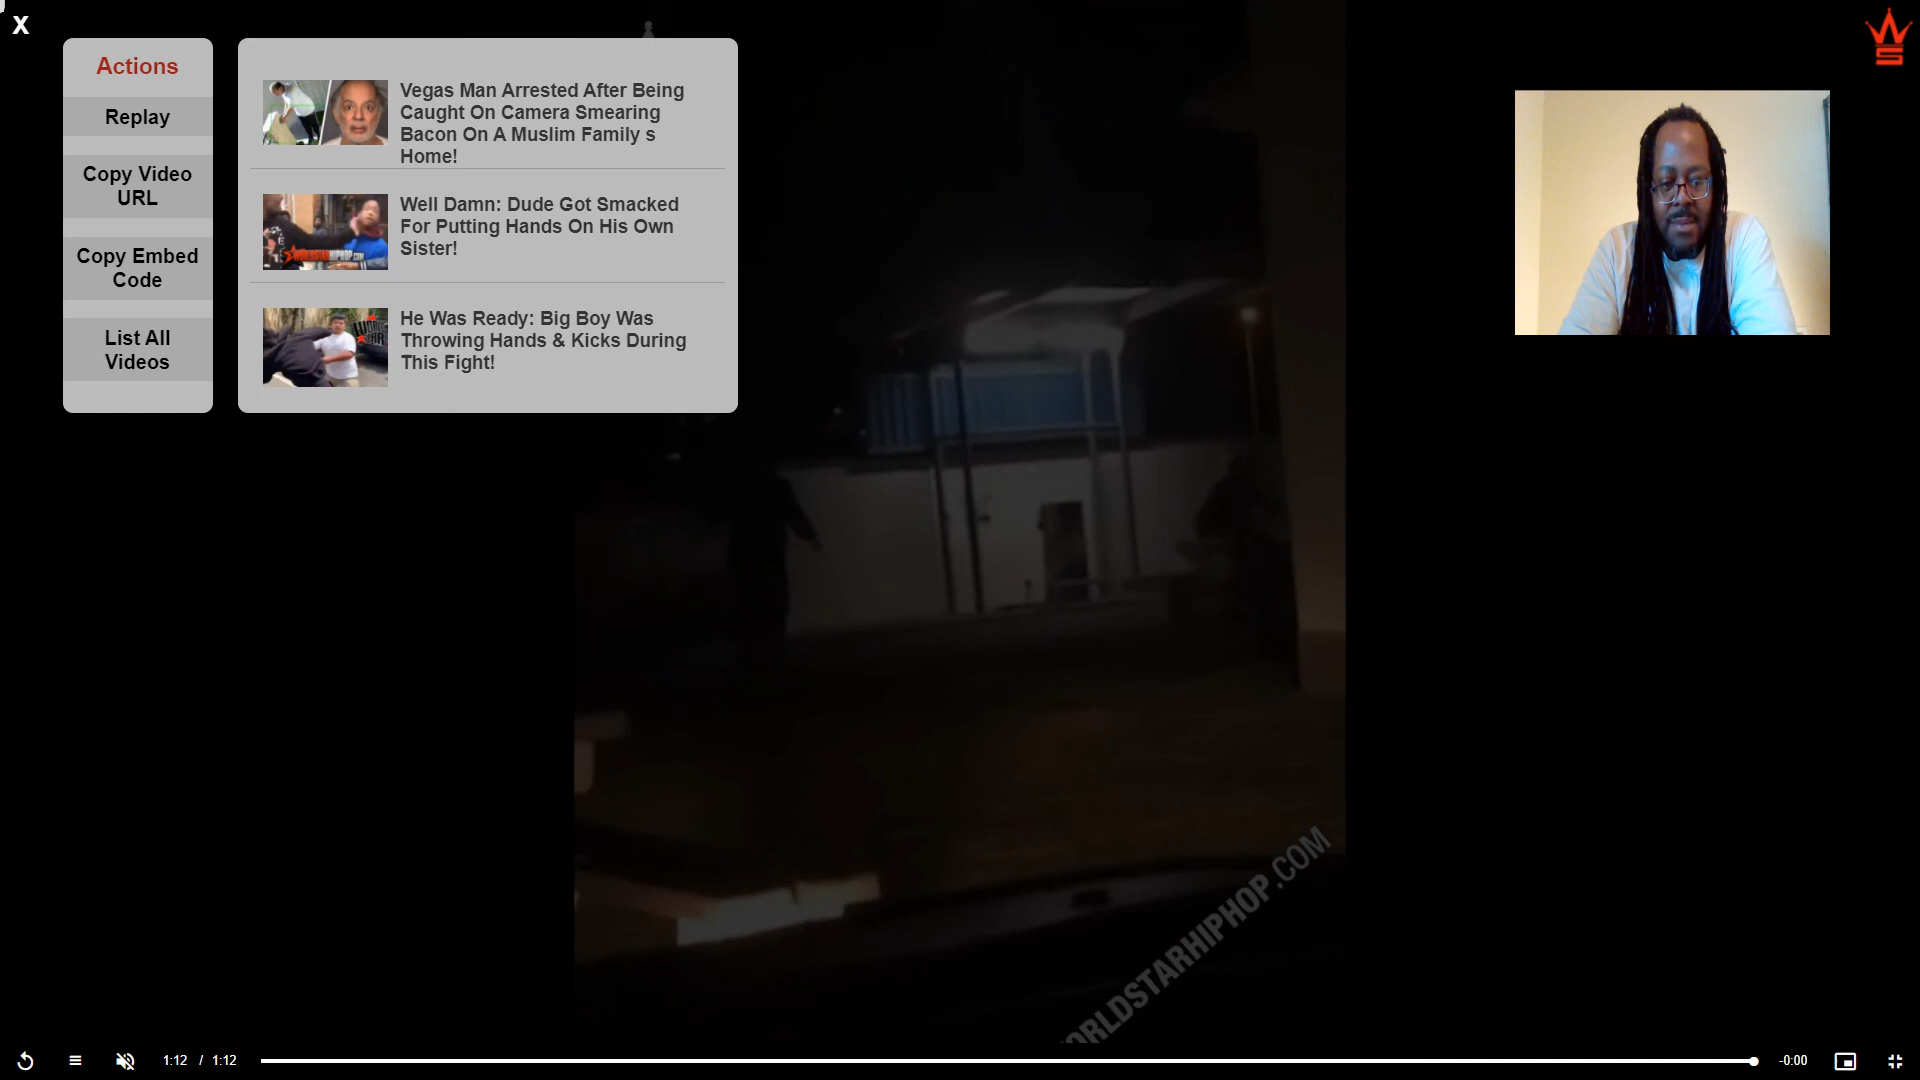 X
Actions
Replay
Copy Video
URL
Copy Embed
Code
List All
Videos
Vegas Man Arrested After Being
Caught On Camera Smearing
Bacon On A Muslim Family s
Home!
Well Damn: Dude Got Smacked
For Putting Hands On His Own
Sister!
WORLDSTARHIPHOP.COM
He Was Ready: Big Boy Was
Throwing Hands & Kicks During
This Fight!
WS
ORLDSTARHIPHOP.COM
1:12 / 1:12
-0:00